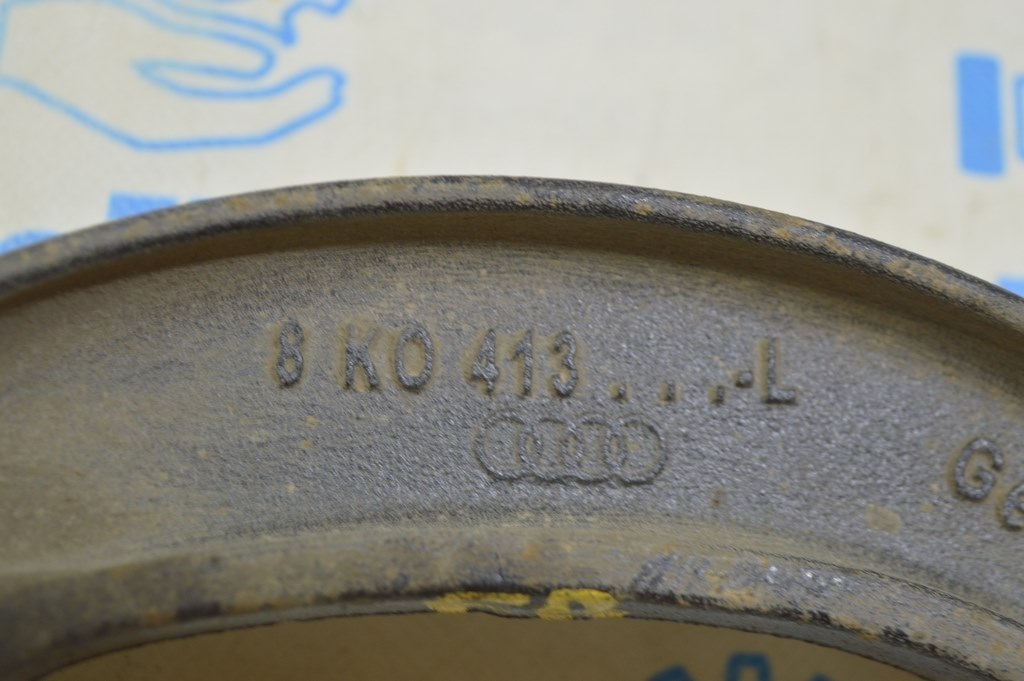 8 K0 413 . . . .-L